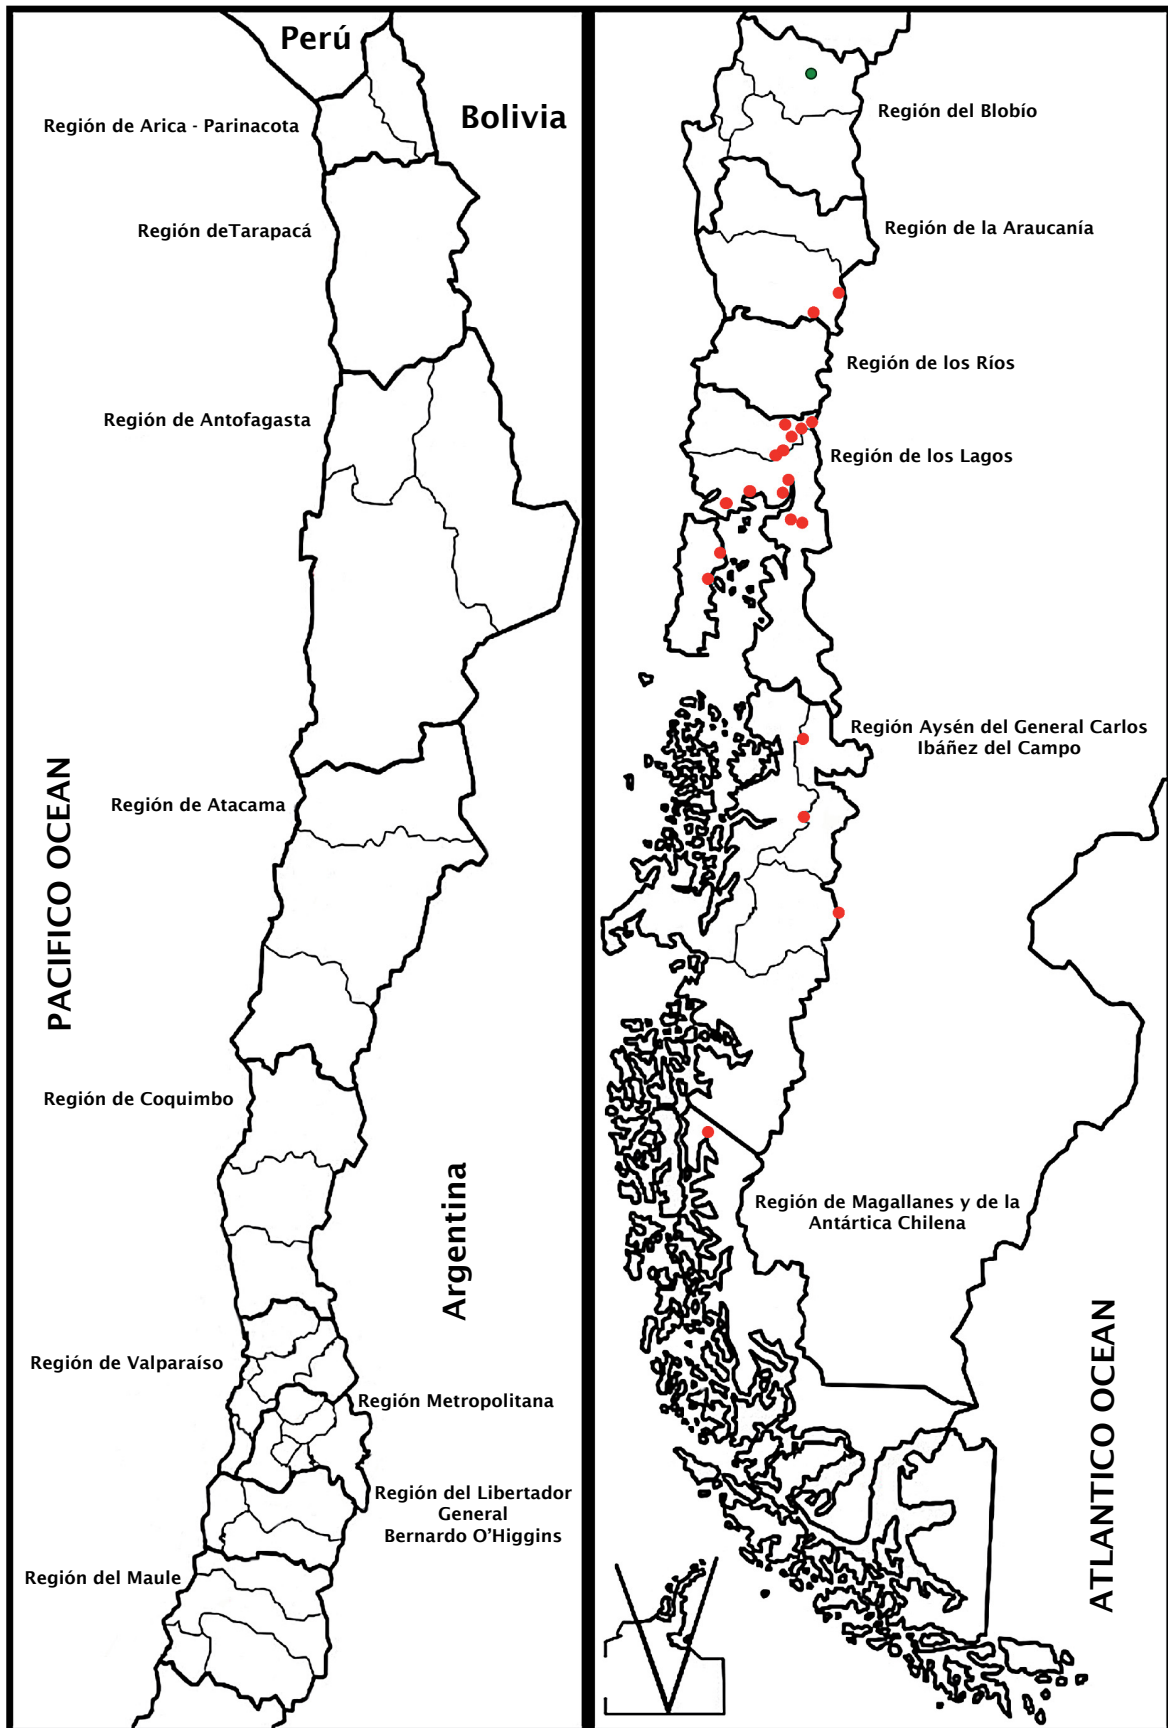 Perú
Bolivia
Región de Arica - Parinacota
Región deTarapacá
Región de Antofagasta
PACIFICO OCEAN
Región de Atacama
Región de Coquimbo
Argentina
Región de Valparaíso
Región Metropolitana
Región del Libertador
General
Bernardo O'Higgins
Región del Maule
Región del Blobío
Región de la Araucanía
Región de los Ríos
Región de los Lagos
Región Aysén del General Carlos
Ibáñez del Campo
Región de Magallanes y de la
Antártica Chilena
ATLANTICO OCEAN